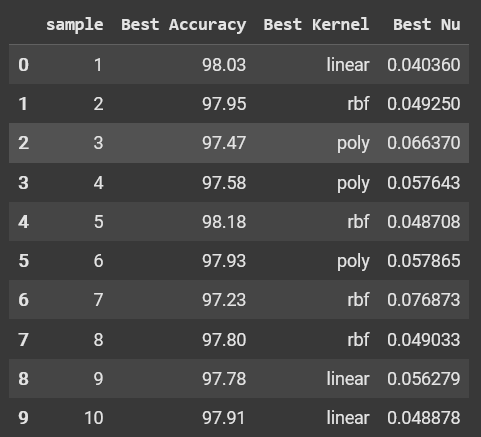 sample Best Accuracy Best Kernel Best Nu
0 1 98.03 linear 0.040360
1 2 97.95 rbf 0.049250
2 3 97.47 poly 0.066370
3 4 97.58 poly 0.057643
4 5 98.18 rbf 0.048708
5 6 97.93 poly 0.057865
6 7 97.23 rbf 0.076873
7 8 97.80 rbf 0.049033
8 9 97.78 linear 0.056279
9 10 97.91 linear 0.048878